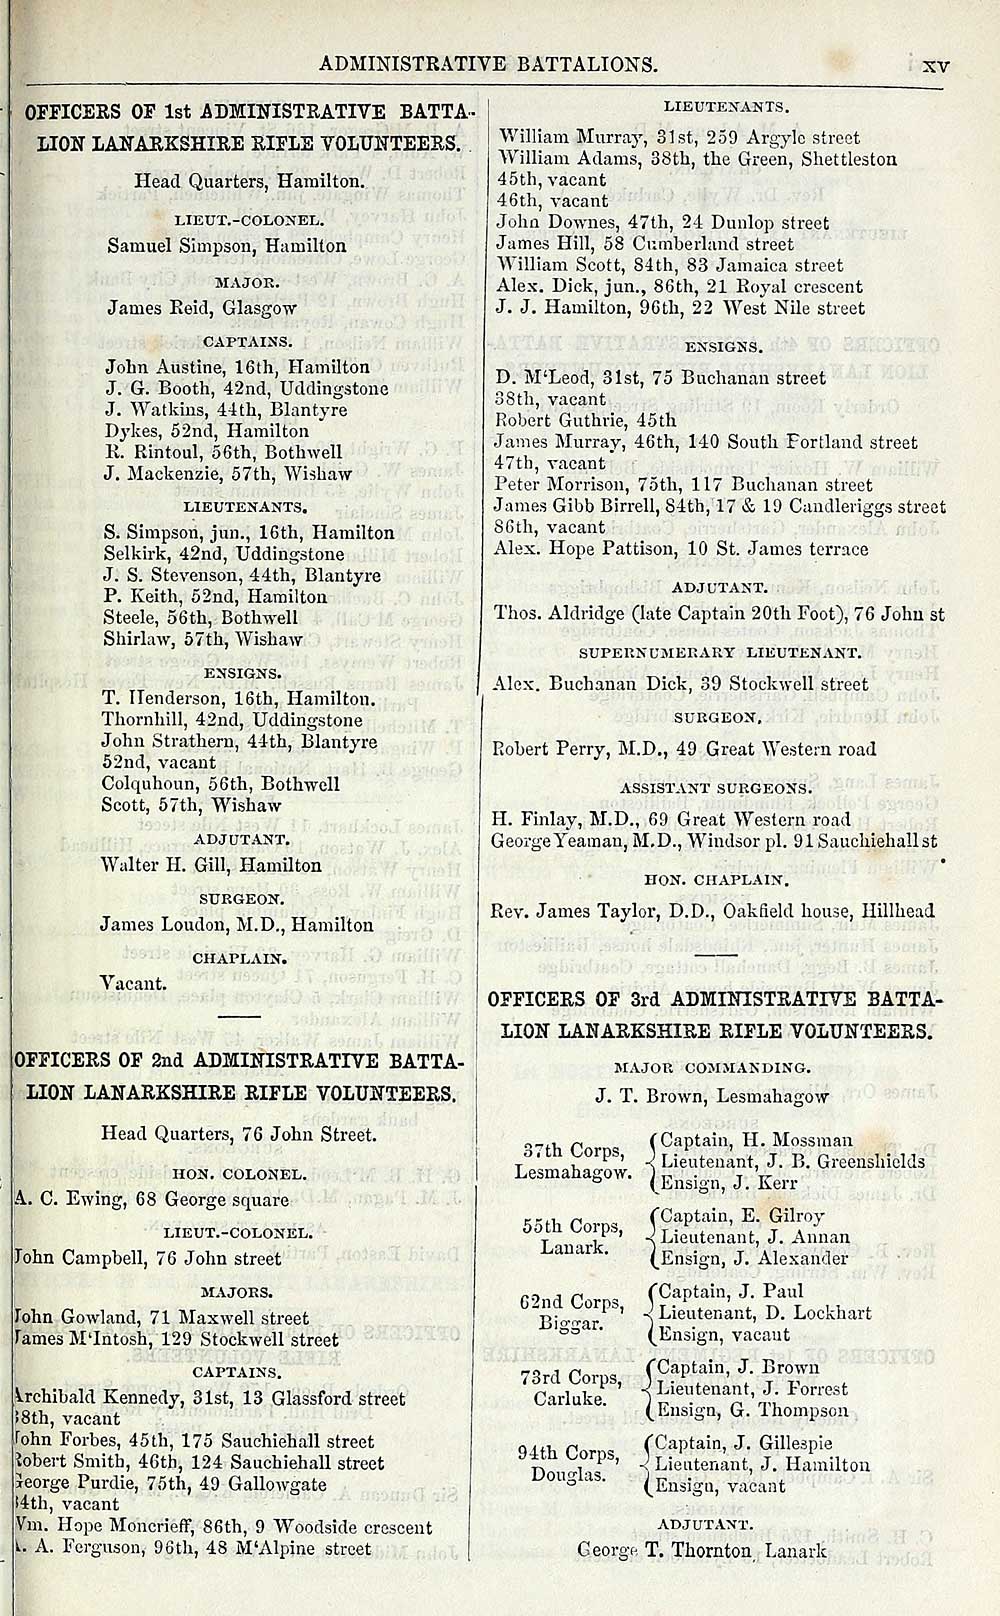 ADMINISTRATIVE BATTALIONS. XV
OFFICERS OF 1st ADMINISTRATIVE BATTA-
LION LANARKSHIRE RIFLE VOLUNTEERS.
Head Quarters, Hamilton.
LIEUT.-COLONEL.
Samuel Simpson, Hamilton
MAJOR.
James Reid, Glasgow
CAPTAINS.
John Austine, 16th, Hamilton
J. G. Booth, 42nd, Uddingstone
J. Watkins, 44th, Blantyre
Dykes, 52nd, Hamilton
R. Rintoul, 56th, Bothwell
J. Mackenzie, 57th, Wishaw
LIEUTENANTS.
S. Simpson, jun., 16th, Hamilton
Selkirk, 42nd, Uddingstone
J. S. Stevenson, 44th, Blantyre
P. Keith, 52nd, Hamilton
Steele, 56th, Bothwell
Shirlaw, 57th, Wishaw
ENSIGNS.
T. Henderson, 16th, Hamilton.
Thornhill, 42nd, Uddingstone
John Strathern, 44th, Blantyre
52nd, vacant
Colquhoun, 56th, Bothwell
Scott, 57th, Wishaw
ADJUTANT.
Walter H. Gill, Hamilton
SURGEON.
James Loudon, M.D., Hamilton
CHAPLAIN.
Vacant.
OFFICERS OF 2nd ADMINISTRATIVE BATTA-
LION LANARKSHIRE RIFLE VOLUNTEERS.
Head Quarters, 76 John Street.
HON. COLONEL.
A. C. Ewing, 68 George square
LIEUT.-COLONEL.
John Campbell, 76 John street
MAJORS.
John Gowland, 71 Maxwell street
James M'Intosh, 129 Stockwell street
CAPTAINS.
Archibald Kennedy, 31st, 13 Glassford street
38th, vacant
John Forbes, 45th, 175 Sauchiehall street
Robert Smith, 46th, 124 Sauchiehall street
George Purdie, 75th, 49 Gallowgate
84th, vacant
Wm. Hope Moncrieff, 86th, 9 Woodside crescent
A. Ferguson, 96th, 48 M'Alpine street
LIEUTENANTS.
William Murray, 31st, 259 Argyle street
William Adams, 38th, the Green, Shettleston
45th, vacant
46th, vacant
John Downes, 47th, 24 Dunlop street
James Hill, 58 Cumberland street
William Scott, 84th, 83 Jamaica street
Alex. Dick, jun., 86th, 21 Royal crescent
J. J. Hamilton, 96th, 22 West Nile street
ENSIGNS.
D. M'Leod, 31st, 75 Buchanan street
38th, vacant
Robert Guthrie, 45th
James Murray, 46th, 140 South Portland street
47th, vacant
Peter Morrison, 75th, 117 Buchanan street
James Gibb Birrell, 84th, 17 & 19 Candleriggs street
86th, vacant
Alex. Hope Pattison, 10 St. James terrace
ADJUTANT.
Thos. Aldridge (late Captain 20th Foot), 76 John st
SUPERNUMERARY LIEUTENANT.
Alex. Buchanan Dick, 39 Stockwell street
SURGEON.
Robert Perry, M.D., 49 Great Western road
ASSISTANT SURGEONS.
H. Finlay, M.D., 69 Great Western road
George Yeaman, M.D., Windsor pl. 91 Sauchiehall st
HON. CHAPLAIN.
Rev. James Taylor, D.D., Oakfield house, Hillhead
OFFICERS OF 3rd ADMINISTRATIVE BATTA-
LION LANARKSHIRE RIFLE VOLUNTEERS.
MAJOR COMMANDING.
J. T. Brown, Lesmahagow
37th Corps, Lesmahagow.
Captain, H. Mossman
Lieutenant, J. B. Greenshields
Ensign, J. Kerr
55th Corps, Lanark.
Captain, E. Gilroy
Lieutenant, J. Annan
Ensign, J. Alexander
62nd Corps, Biggar.
Captain, J. Paul
Lieutenant, D. Lockhart
Ensign, vacant
73rd Corps, Carluke.
Captain, J. Brown
Lieutenant, J. Forrest
Ensign, G. Thompson
94th Corps, Douglas.
Captain, J. Gillespie
Lieutenant, J. Hamilton
Ensign, vacant
ADJUTANT.
George T. Thornton, Lanark